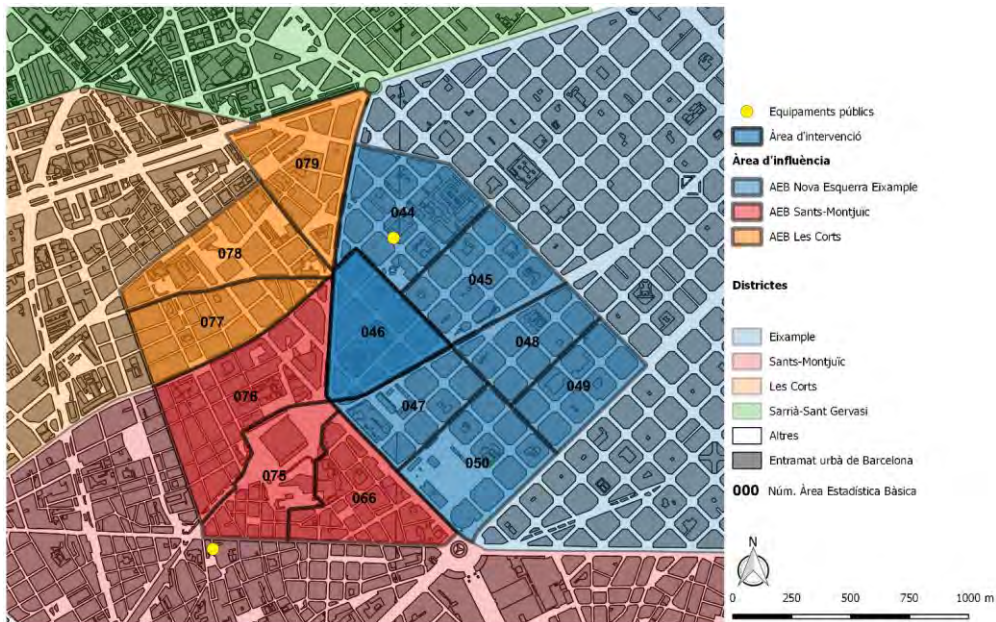 079
044
078
045
077
046
048
049
076
047
050
075
066
Equipaments públics
Àrea d'intervenció
Àrea d'influència
AEB Nova Esquerra Eixample
AEB Sants-Montjuïc
AEB Les Corts
Districtes
Eixample
Sants-Montjuïc
Les Corts
Sarrià-Sant Gervasi
Altres
Entramat urbà de Barcelona
000 Núm. Àrea Estadística Bàsica
N
0 250 500 750 1000 m